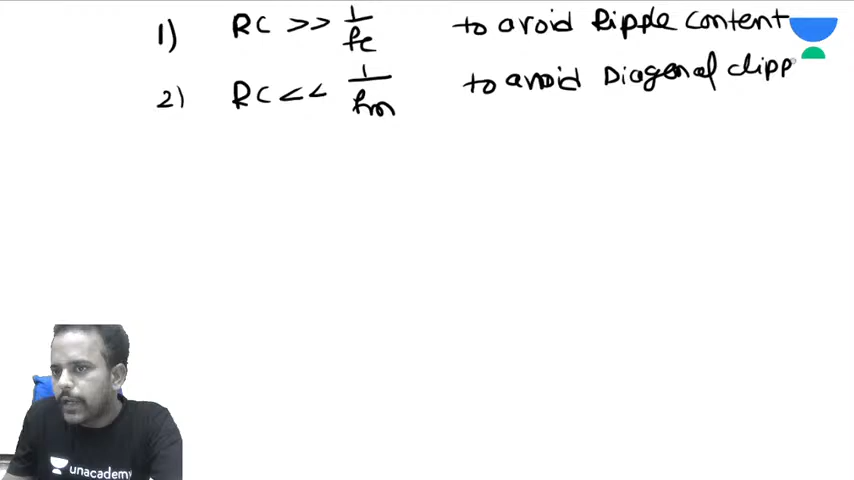 1) RC >> 1/fc to avoid Ripple content
2) RC << 1/fm to avoid Diagonal clipp
unacademy